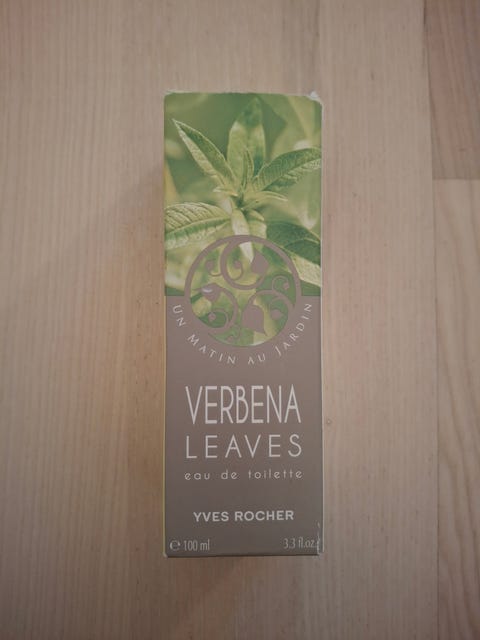 UN MATIN AU JARDIN
VERBENA
LEAVES
eau de toilette
YVES ROCHER
℮ 100 ml 3.3 fl.oz.